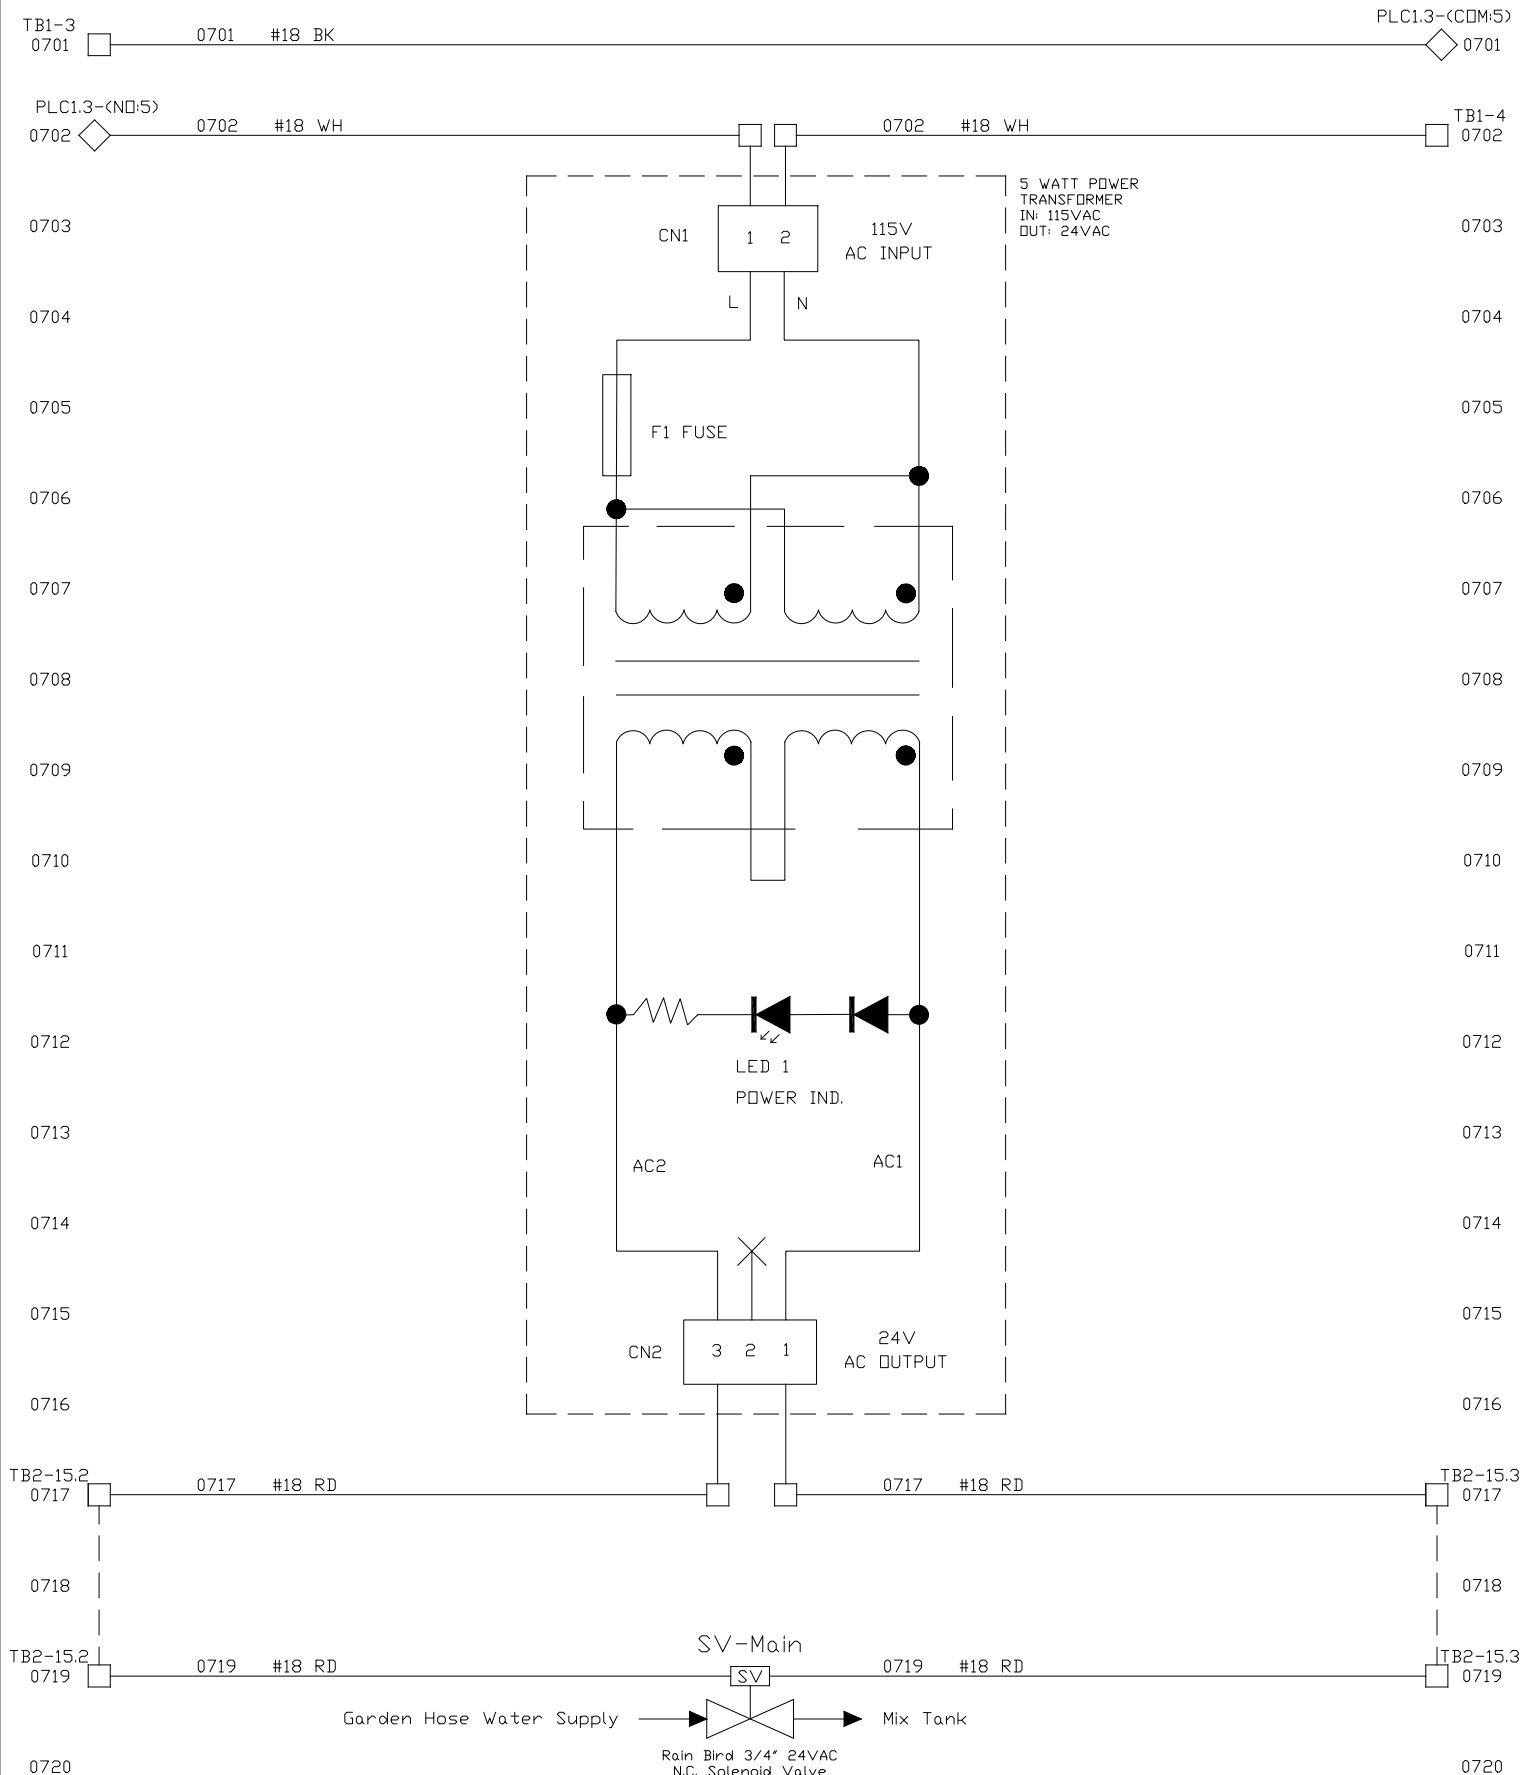 TB1-3
PLC1.3-(COM:5)
0701
0701 #18 BK
0701
PLC1.3-(NO:5)
TB1-4
0702
0702 #18 WH
0702 #18 WH
0702
5 WATT POWER
TRANSFORMER
IN: 115VAC
OUT: 24VAC
0703
CN1
1 2
115V
AC INPUT
0703
0704
L
N
0704
0705
F1 FUSE
0705
0706
0706
0707
0707
0708
0708
0709
0709
0710
0710
0711
0711
0712
0712
LED 1
POWER IND.
0713
0713
AC2
AC1
0714
0714
0715
0715
CN2
3 2 1
24V
AC OUTPUT
0716
0716
TB2-15.2
TB2-15.3
0717
0717 #18 RD
0717 #18 RD
0717
0718
0718
SV-Main
TB2-15.2
TB2-15.3
0719
0719 #18 RD
SV
0719 #18 RD
0719
Garden Hose Water Supply
Mix Tank
Rain Bird 3/4" 24VAC
N.C. Solenoid Valve
0720
0720